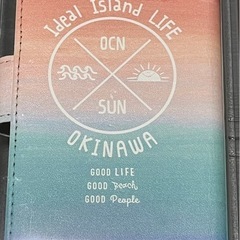 Ideal Island LIFE
OCN
SUN
OKINAWA
GOOD LIFE
GOOD Beach
GOOD People